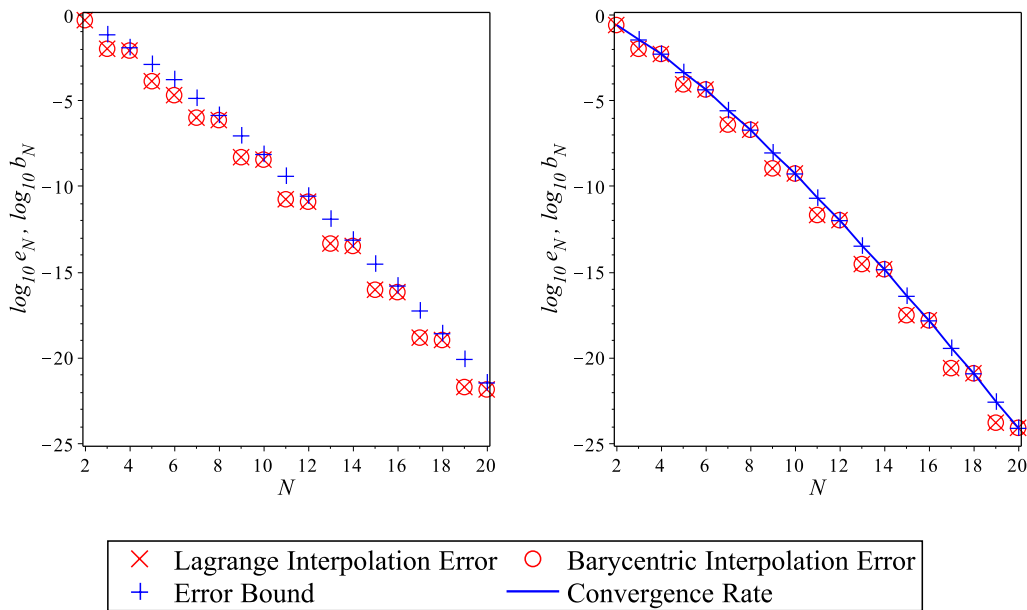 0
−5
−10
−15
−20
−25
2 4 6 8 10 12 14 16 18 20
N
log10 eN , log10 bN
0
−5
−10
−15
−20
−25
2 4 6 8 10 12 14 16 18 20
N
log10 eN , log10 bN
Lagrange Interpolation Error
Barycentric Interpolation Error
Error Bound
Convergence Rate